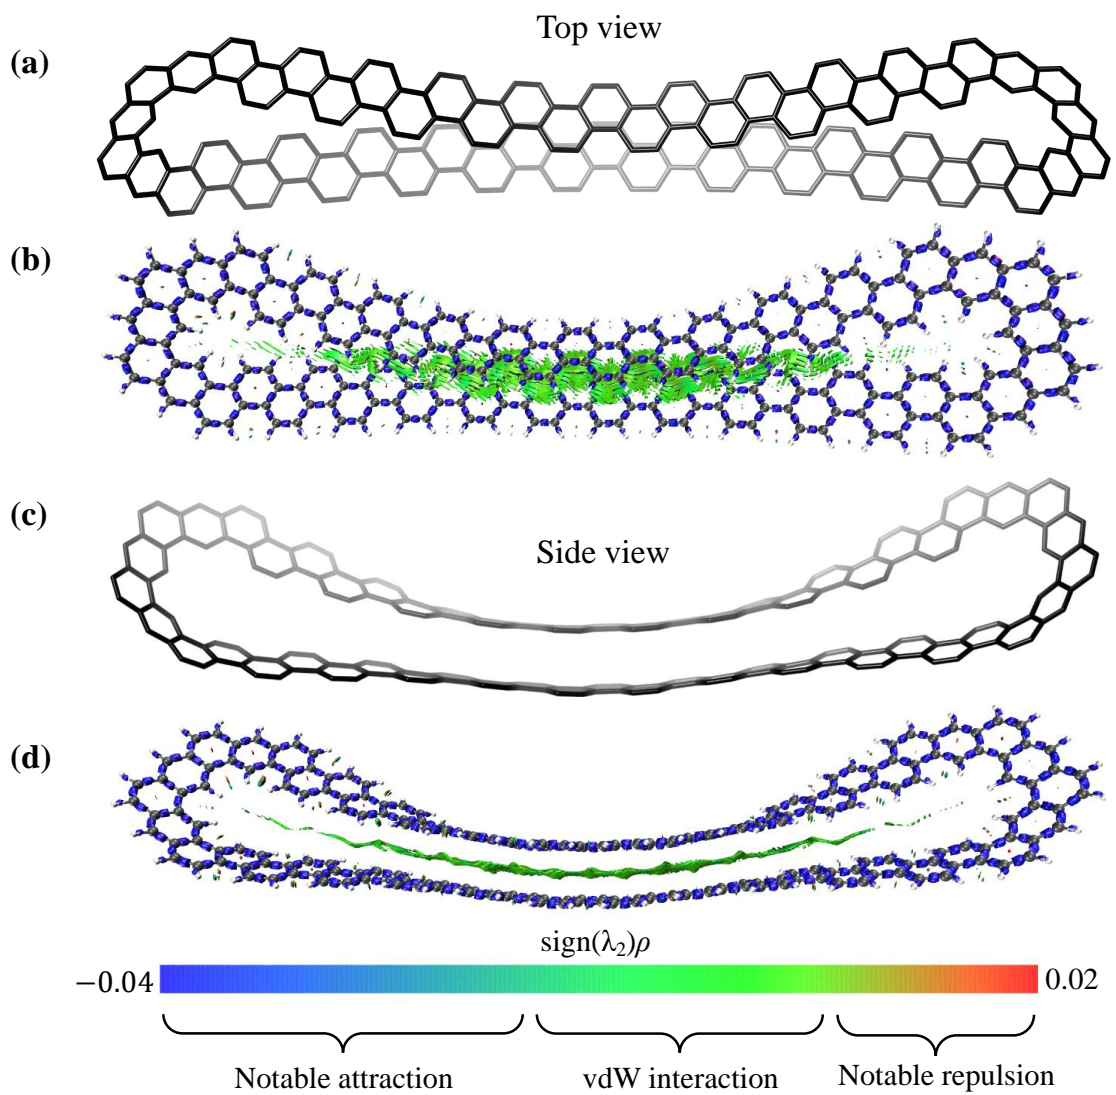 Top view
(a)
(b)
(c)
Side view
(d)
sign(λ₂)ρ
−0.04
0.02
Notable attraction
vdW interaction
Notable repulsion